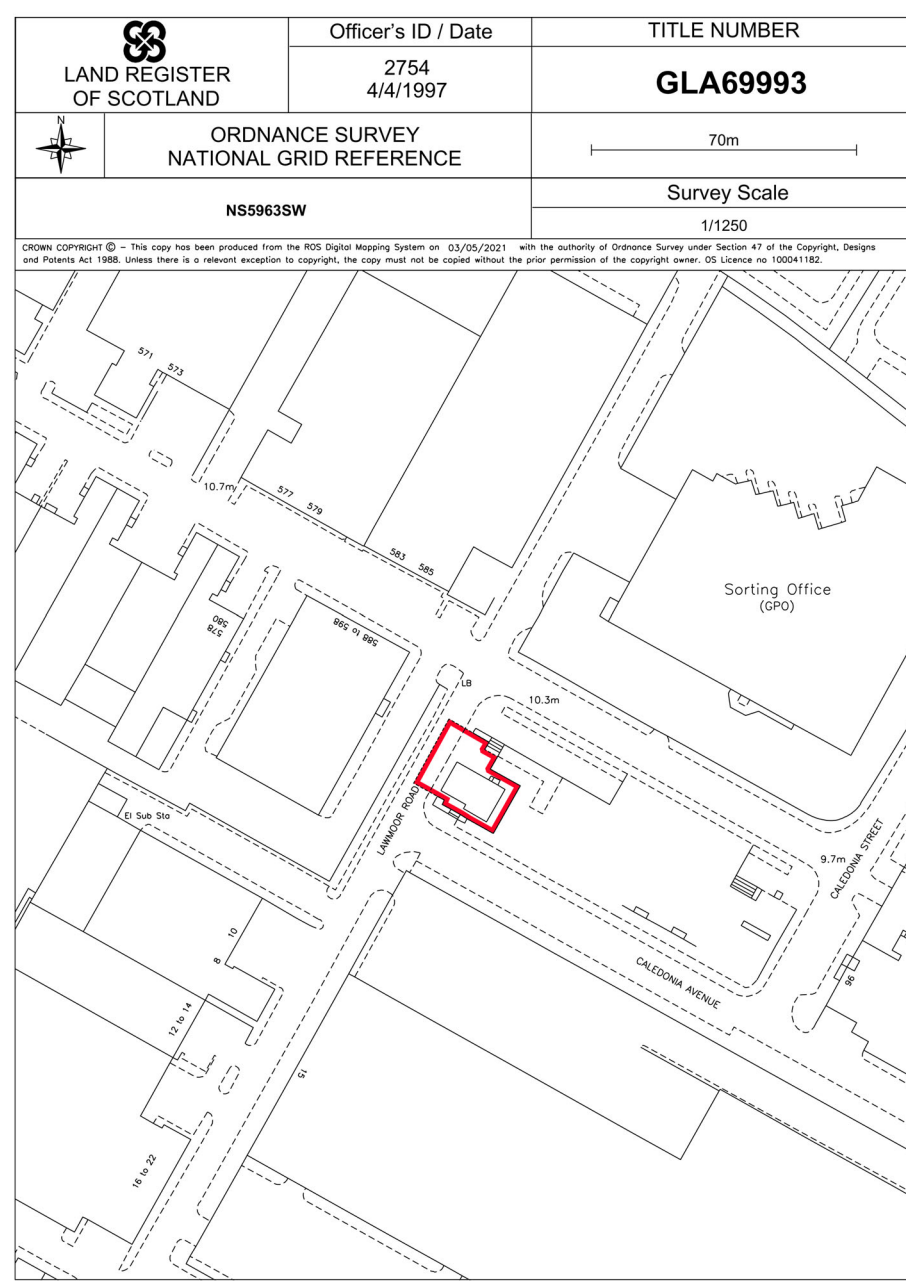 LAND REGISTER
OF SCOTLAND
Officer's ID / Date
2754
4/4/1997
TITLE NUMBER
GLA69993
N
ORDNANCE SURVEY
NATIONAL GRID REFERENCE
70m
NS5963SW
Survey Scale
1/1250
CROWN COPYRIGHT © – This copy has been produced from the ROS Digital Mapping System on 03/05/2021 with the authority of Ordnance Survey under Section 47 of the Copyright, Designs
and Patents Act 1988. Unless there is a relevant exception to copyright, the copy must not be copied without the prior permission of the copyright owner. OS Licence no 100041182.
571
573
10.7m
577
579
583
585
Sorting Office
(GPO)
580
578
588 to 598
LB
10.3m
LAWMOOR ROAD
El Sub Sta
9.7m
CALEDONIA STREET
10
8
CALEDONIA AVENUE
96
12 to 14
15
16 to 22